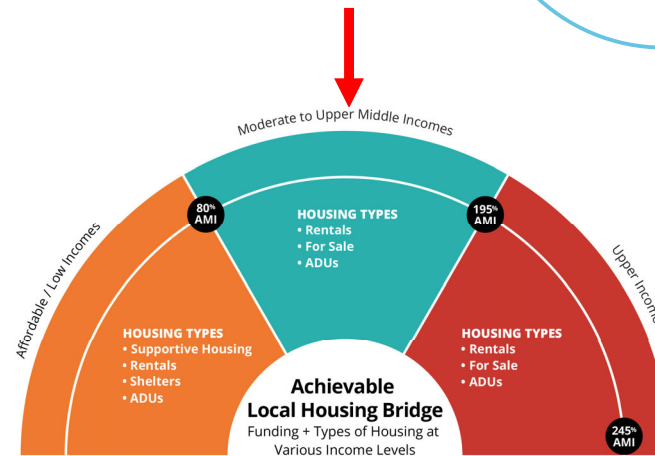 Moderate to Upper Middle Incomes
80% AMI
195% AMI
HOUSING TYPES
• Rentals
• For Sale
• ADUs
Affordable / Low Incomes
Upper Income
HOUSING TYPES
• Supportive Housing
• Rentals
• Shelters
• ADUs
HOUSING TYPES
• Rentals
• For Sale
• ADUs
Achievable
Local Housing Bridge
Funding + Types of Housing at
Various Income Levels
245% AMI